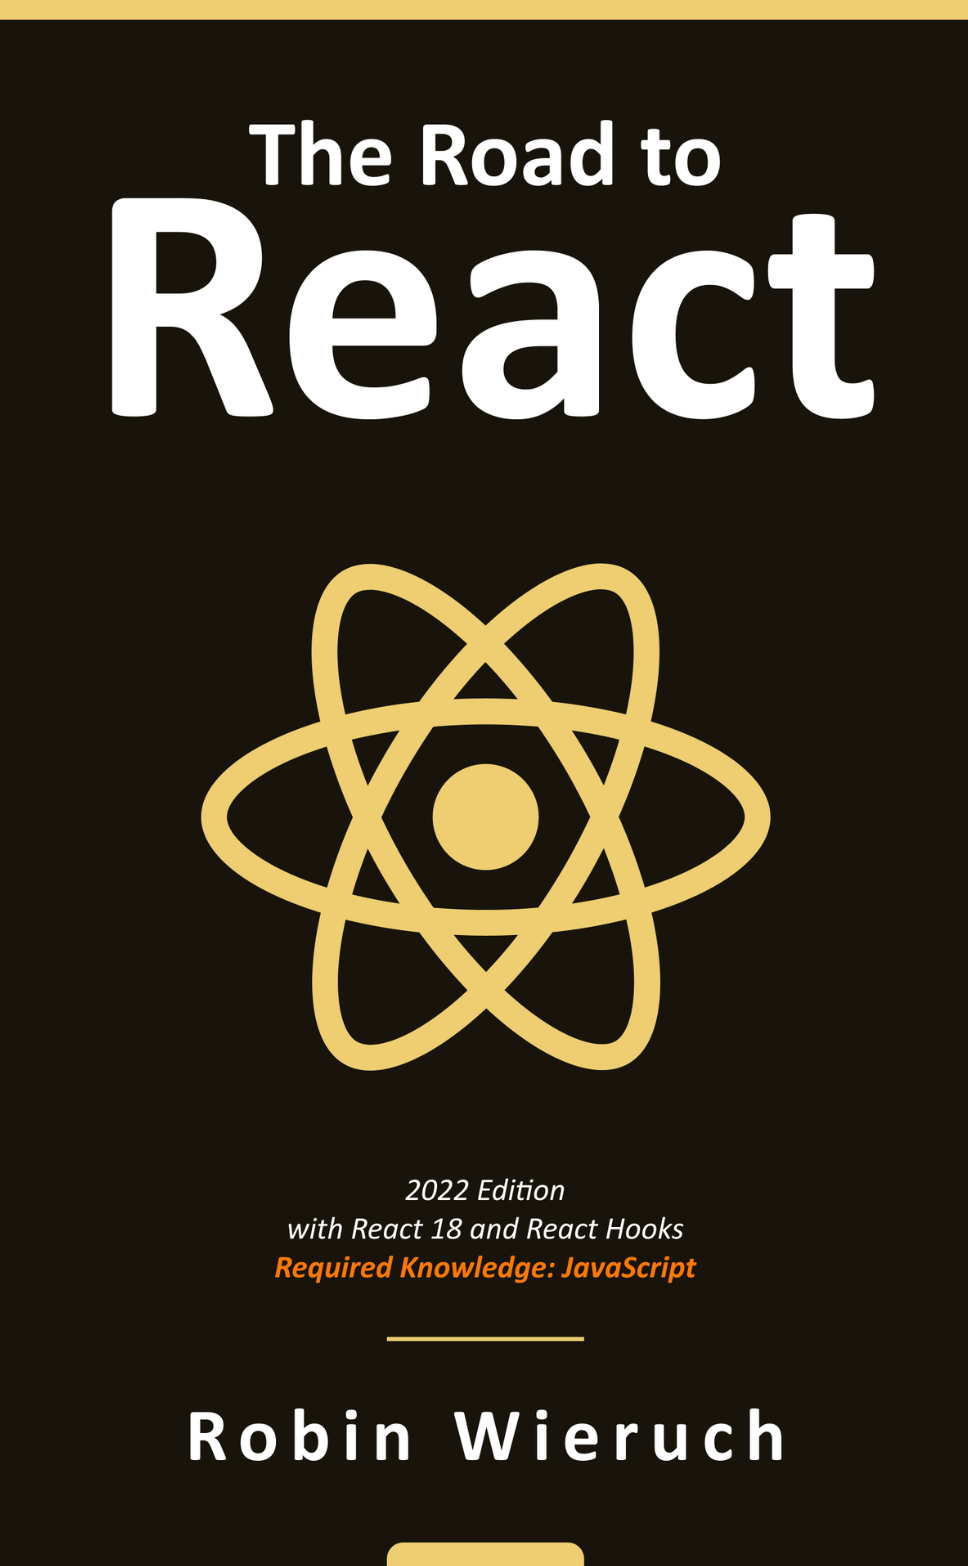 The Road to
React
2022 Edition
with React 18 and React Hooks
Required Knowledge: JavaScript
Robin Wieruch